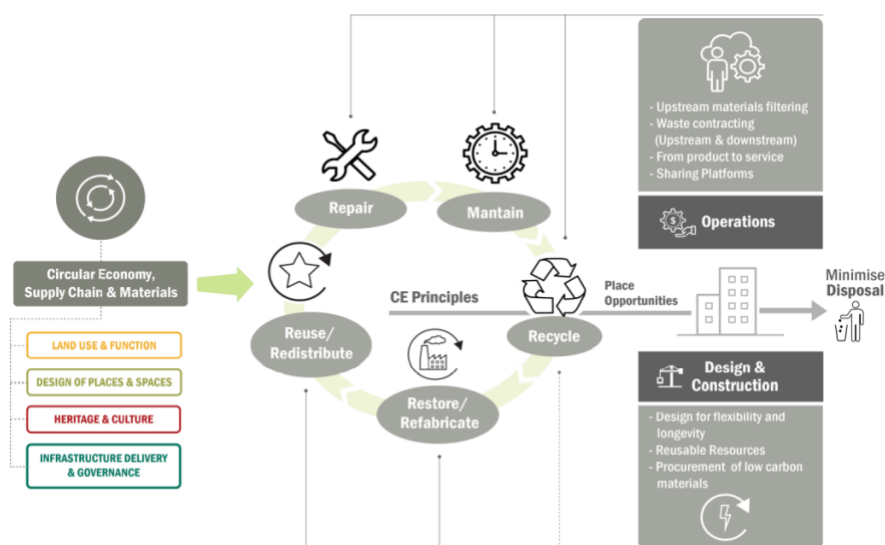 - Upstream materials filtering
- Waste contracting
(Upstream & downstream)
- From product to service
- Sharing Platforms
Operations
Repair
Mantain
Circular Economy,
Supply Chain & Materials
LAND USE & FUNCTION
DESIGN OF PLACES & SPACES
HERITAGE & CULTURE
INFRASTRUCTURE DELIVERY
& GOVERNANCE
Reuse/
Redistribute
CE Principles
Recycle
Restore/
Refabricate
Place
Opportunities
Minimise
Disposal
Design &
Construction
- Design for flexibility and
longevity
- Reusable Resources
- Procurement of low carbon
materials
$